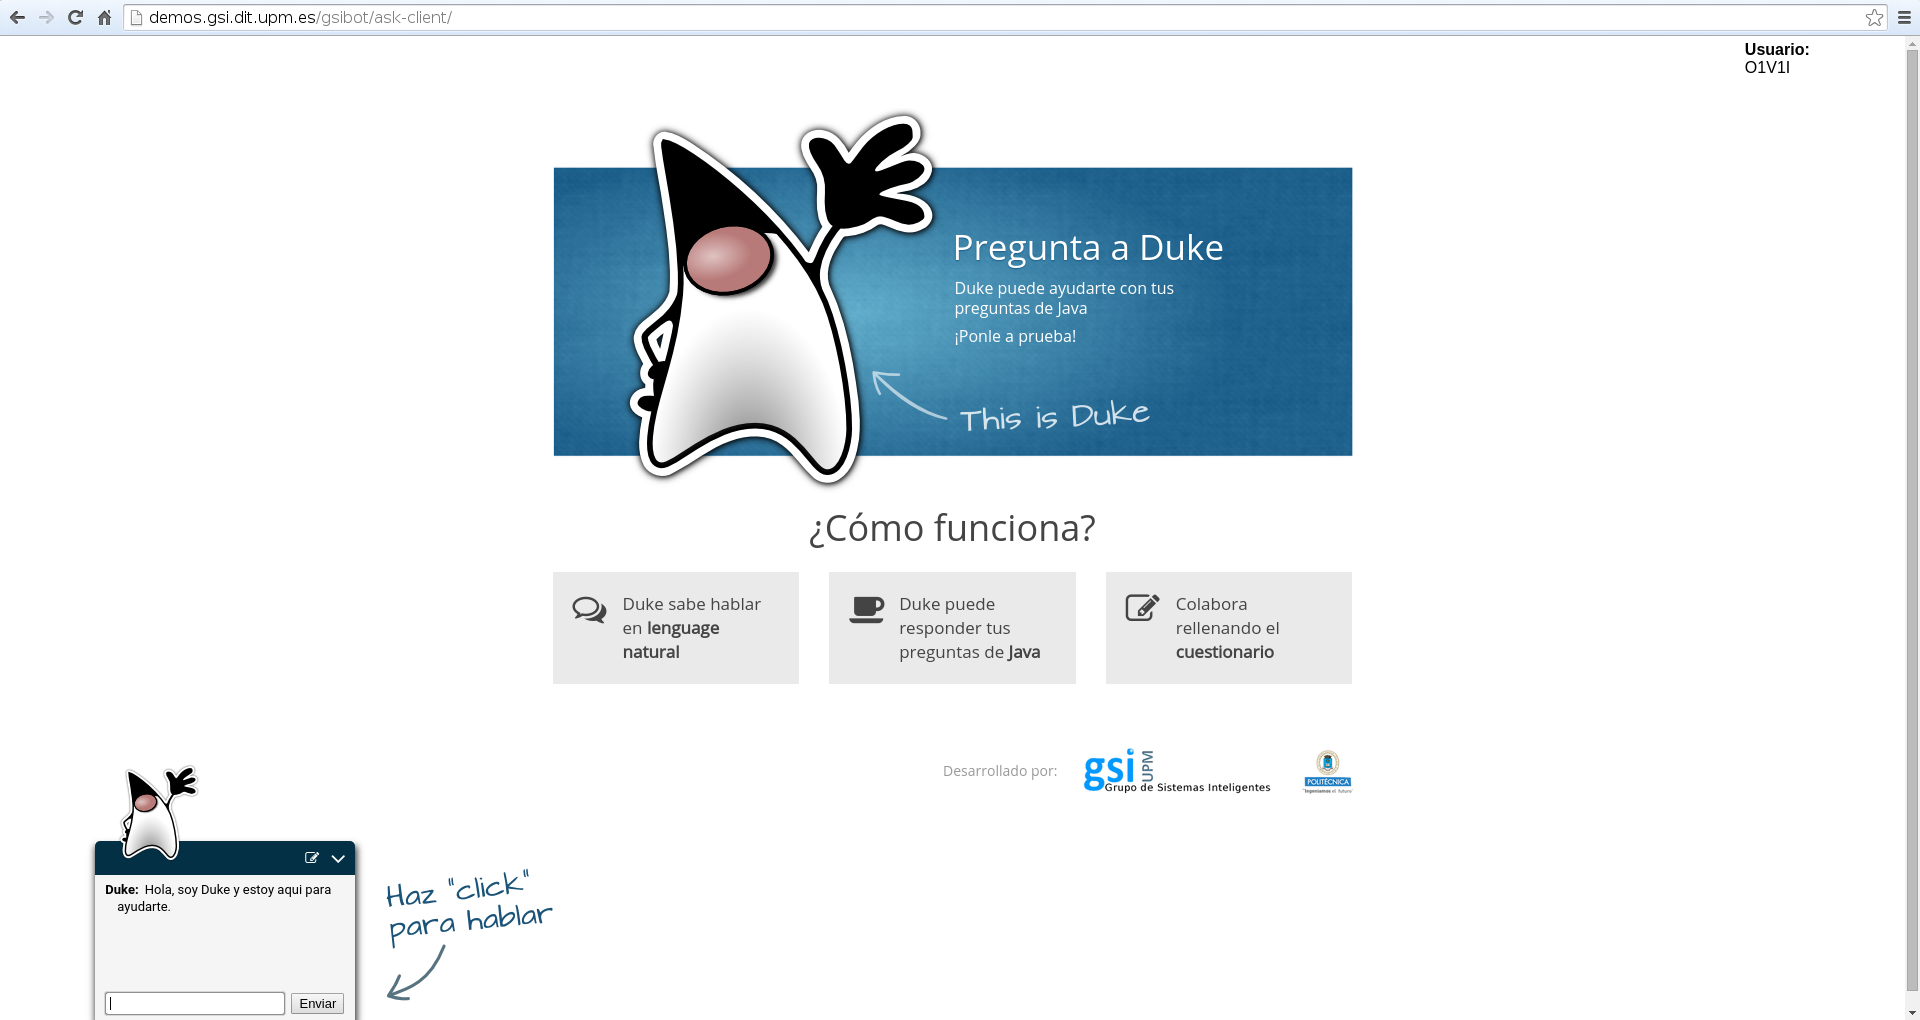 demos.gsi.dit.upm.es/gsibot/ask-client/
Usuario:
O1V1I
Pregunta a Duke
Duke puede ayudarte con tus
preguntas de Java
¡Ponle a prueba!
This is Duke
¿Cómo funciona?
Duke sabe hablar
en lenguage
natural
Duke puede
responder tus
preguntas de Java
Colabora
rellenando el
cuestionario
Desarrollado por:
gsi UPM
Grupo de Sistemas Inteligentes
POLITÉCNICA
"Ingeniamos el futuro"
Duke: Hola, soy Duke y estoy aqui para
ayudarte.
Haz "click"
para hablar
Enviar